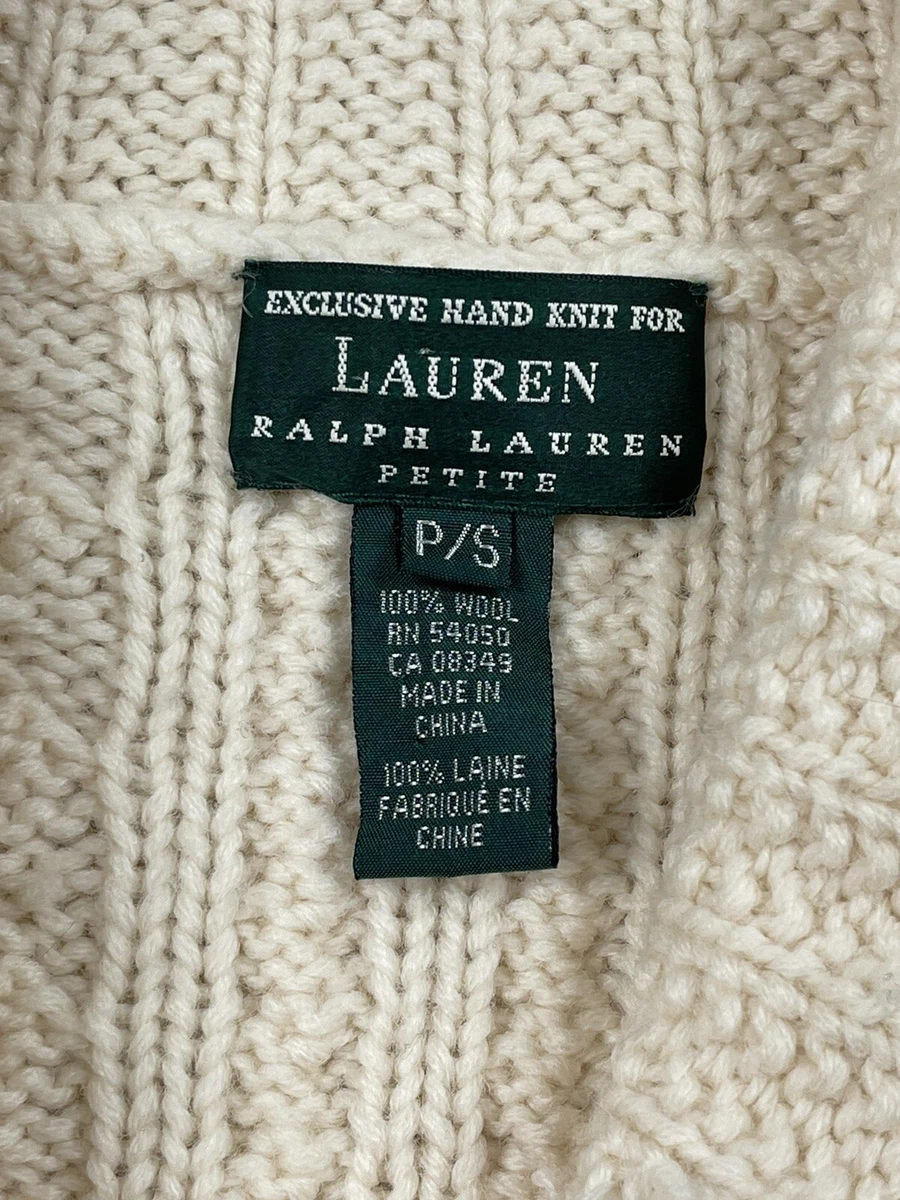 EXCLUSIVE HAND KNIT FOR
LAUREN
RALPH LAUREN
PETITE
P/S
100% WOOL
RN 54050
CA 08349
MADE IN
CHINA
100% LAINE
FABRIQUÉ EN
CHINE